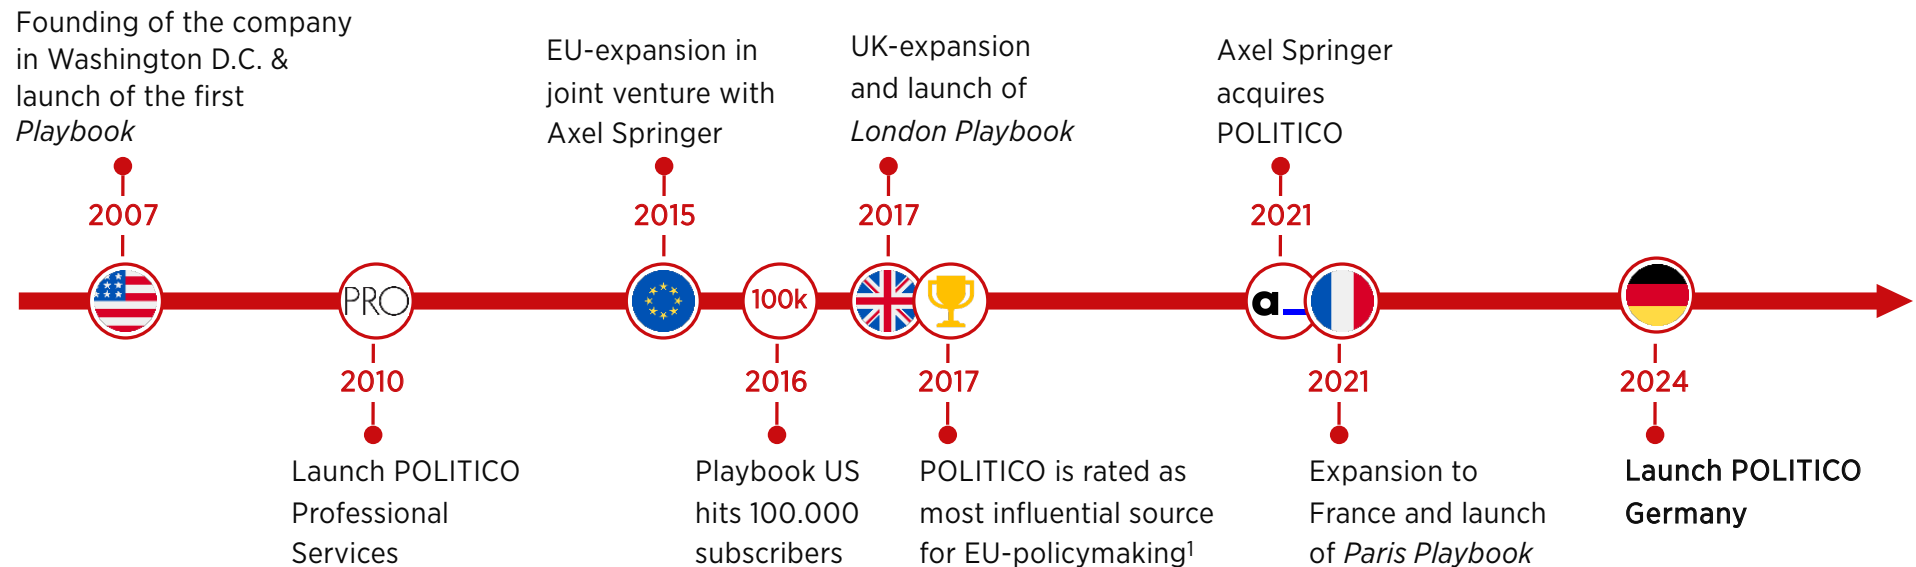 Founding of the company
in Washington D.C. &
launch of the first
Playbook
2007
PRO
2010
Launch POLITICO
Professional
Services
EU-expansion in
joint venture with
Axel Springer
2015
100k
2016
Playbook US
hits 100.000
subscribers
UK-expansion
and launch of
London Playbook
2017
2017
POLITICO is rated as
most influential source
for EU-policymaking¹
Axel Springer
acquires
POLITICO
2021
a_
2021
Expansion to
France and launch
of Paris Playbook
2024
Launch POLITICO
Germany